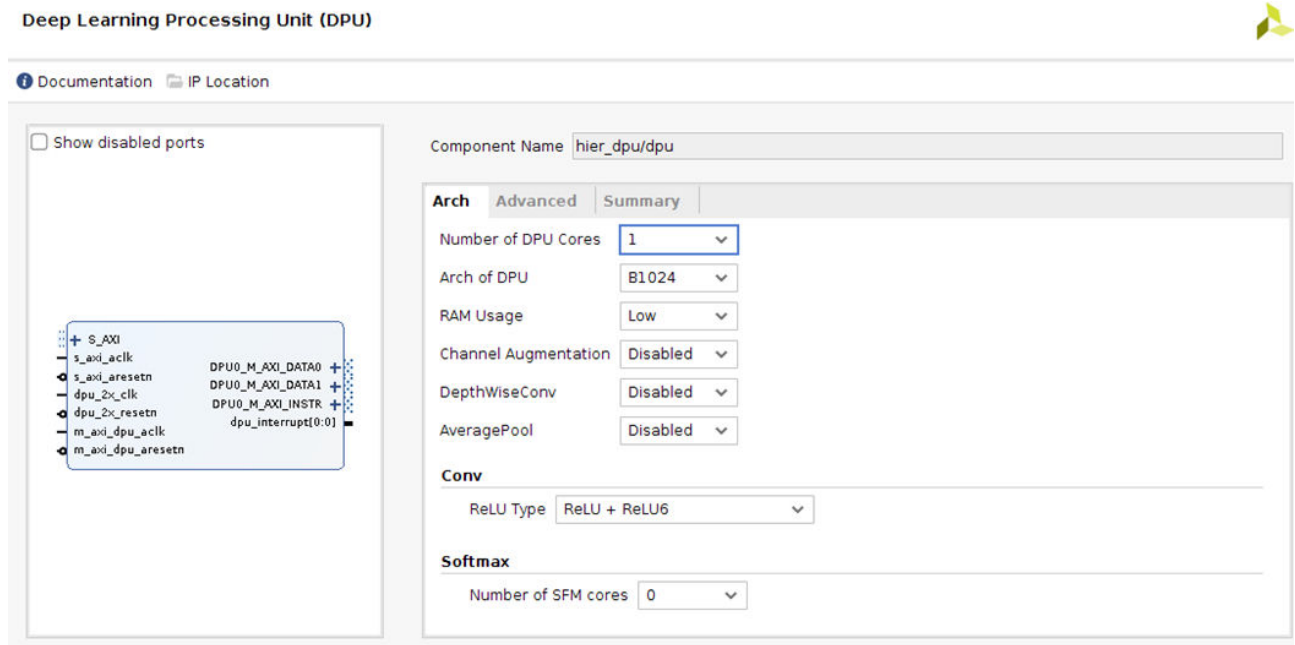 Deep Learning Processing Unit (DPU)
Documentation IP Location
Show disabled ports
S_AXI
s_axi_aclk
s_axi_aresetn
dpu_2x_clk
dpu_2x_resetn
m_axi_dpu_aclk
m_axi_dpu_aresetn
DPU0_M_AXI_DATA0
DPU0_M_AXI_DATA1
DPU0_M_AXI_INSTR
dpu_interrupt[0:0]
Component Name hier_dpu/dpu
Arch Advanced Summary
Number of DPU Cores 1
Arch of DPU B1024
RAM Usage Low
Channel Augmentation Disabled
DepthWiseConv Disabled
AveragePool Disabled
Conv
ReLU Type ReLU + ReLU6
Softmax
Number of SFM cores 0